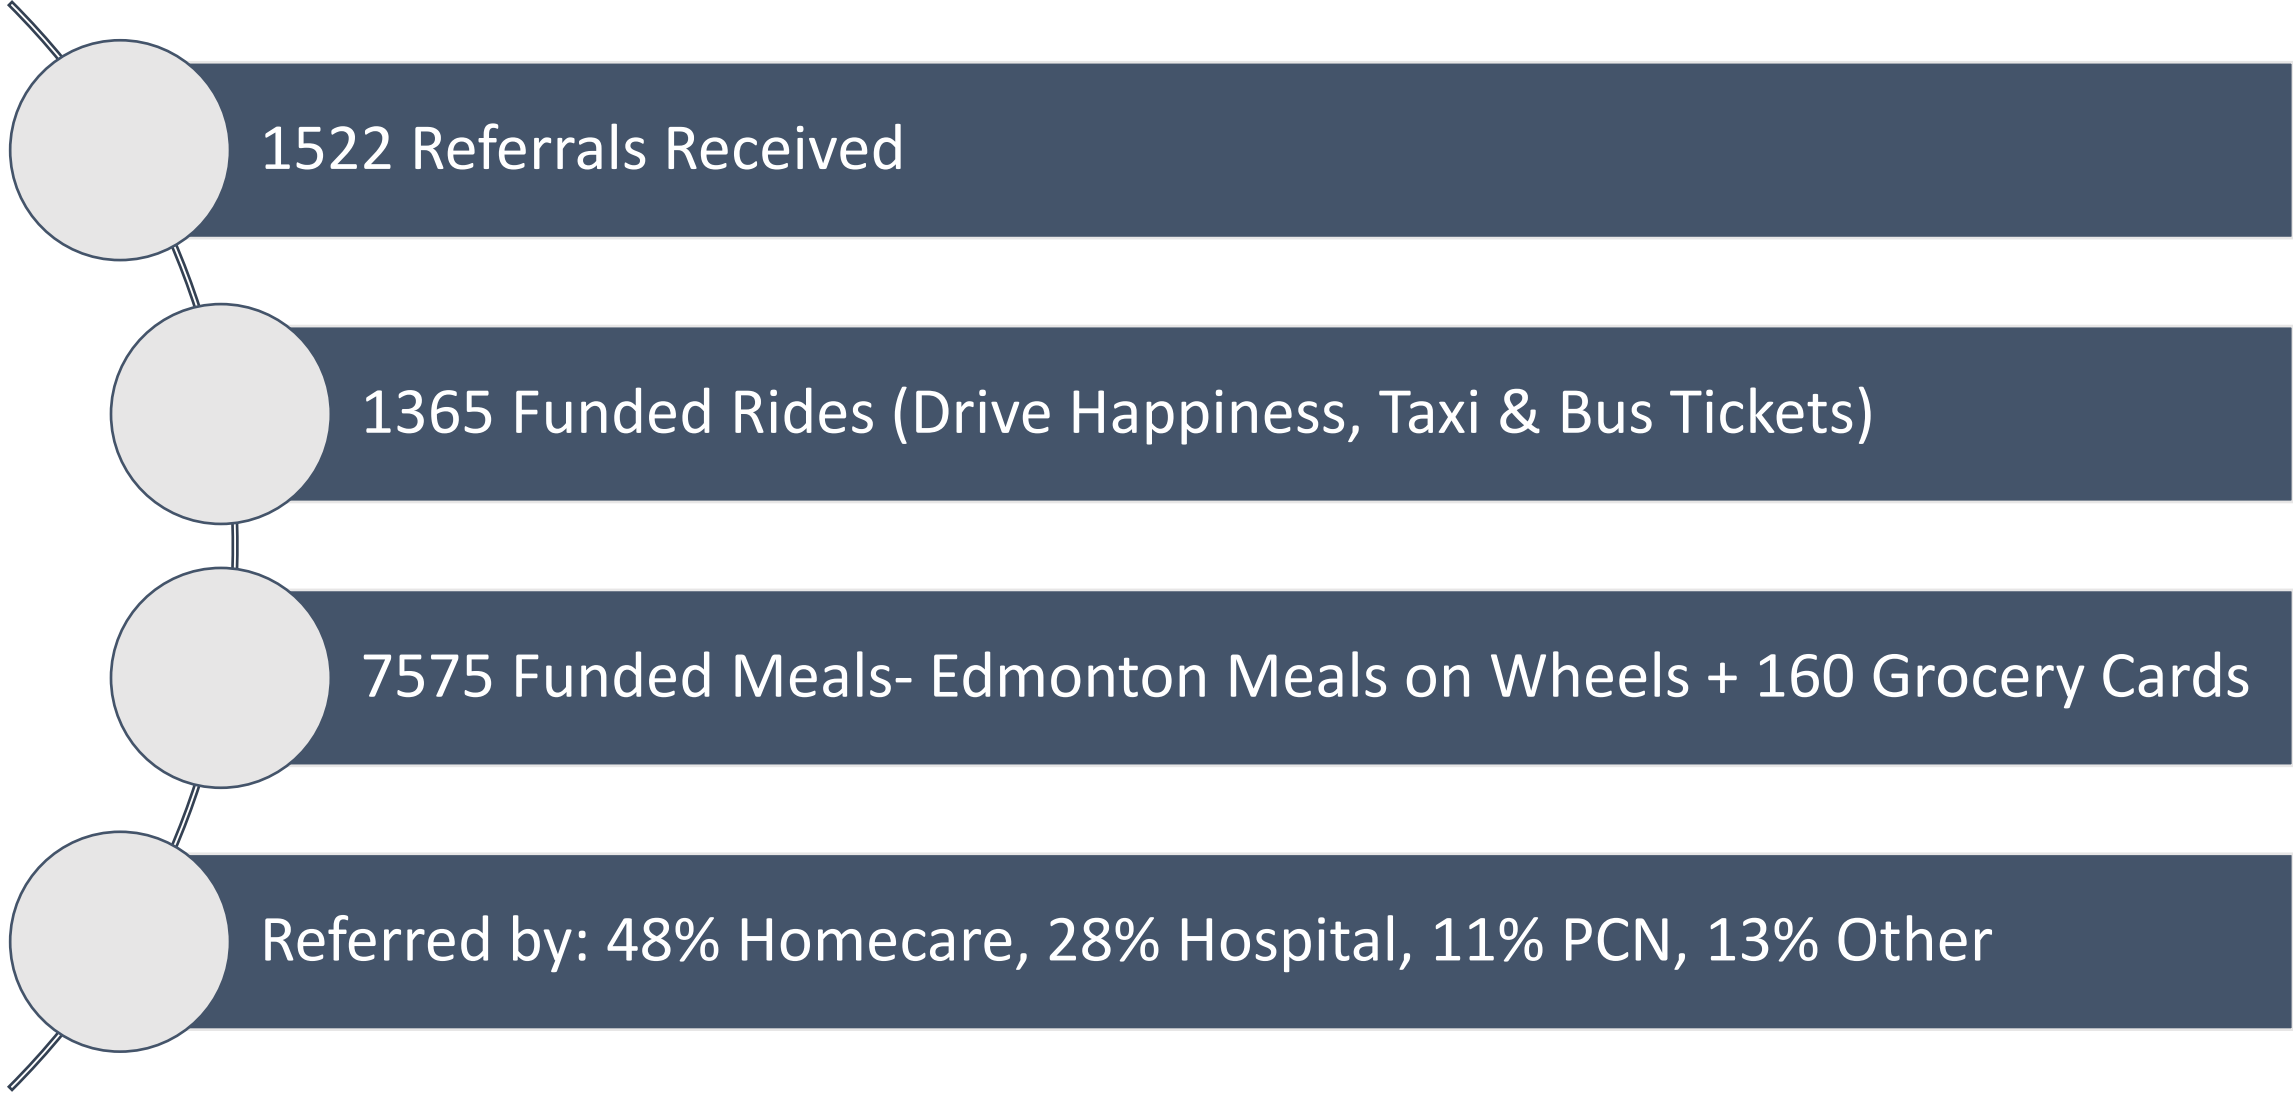 1522 Referrals Received
1365 Funded Rides (Drive Happiness, Taxi & Bus Tickets)
7575 Funded Meals- Edmonton Meals on Wheels + 160 Grocery Cards
Referred by: 48% Homecare, 28% Hospital, 11% PCN, 13% Other